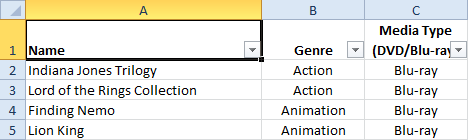 A B C
1 Name Genre Media Type
(DVD/Blu-ray
2 Indiana Jones Trilogy Action Blu-ray
3 Lord of the Rings Collection Action Blu-ray
4 Finding Nemo Animation Blu-ray
5 Lion King Animation Blu-ray